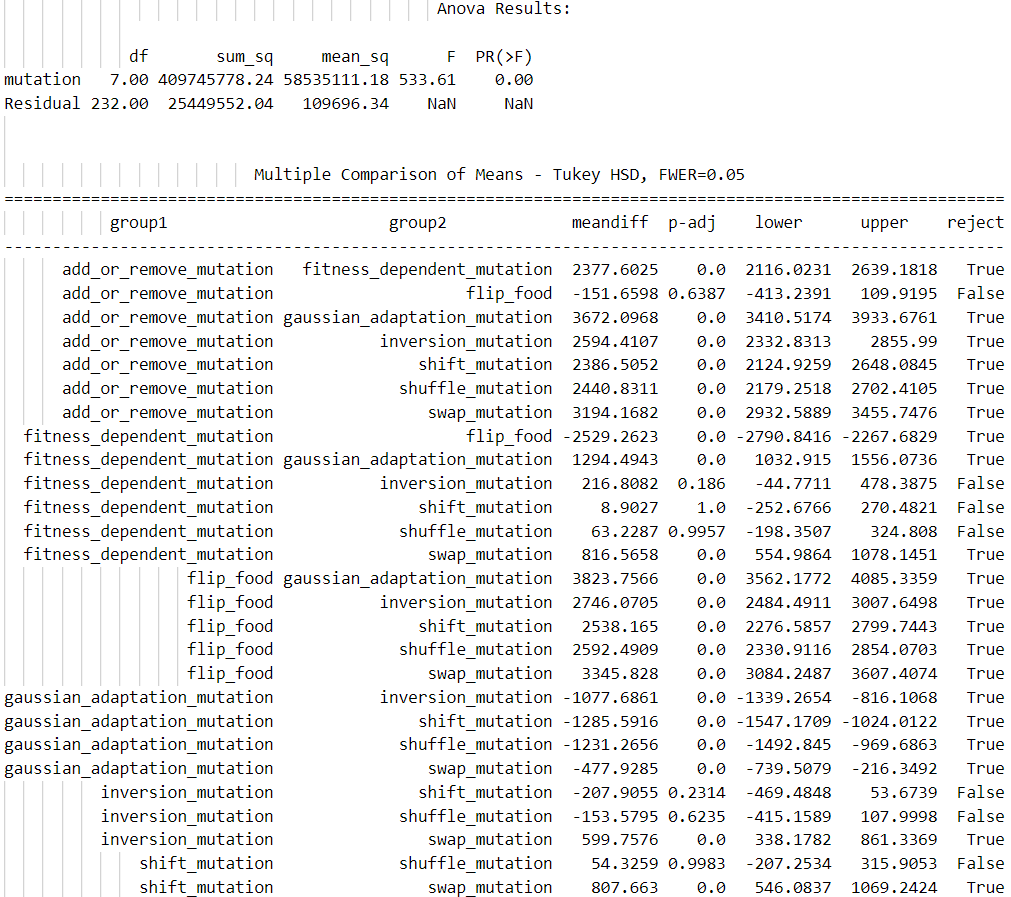 Anova Results:
df sum_sq mean_sq F PR(>F)
mutation 7.00 409745778.24 58535111.18 533.61 0.00
Residual 232.00 25449552.04 109696.34 NaN NaN
Multiple Comparison of Means - Tukey HSD, FWER=0.05
====================================================================================================
group1 group2 meandiff p-adj lower upper reject
----------------------------------------------------------------------------------------------------
add_or_remove_mutation fitness_dependent_mutation 2377.6025 0.0 2116.0231 2639.1818 True
add_or_remove_mutation flip_food -151.6598 0.6387 -413.2391 109.9195 False
add_or_remove_mutation gaussian_adaptation_mutation 3672.0968 0.0 3410.5174 3933.6761 True
add_or_remove_mutation inversion_mutation 2594.4107 0.0 2332.8313 2855.99 True
add_or_remove_mutation shift_mutation 2386.5052 0.0 2124.9259 2648.0845 True
add_or_remove_mutation shuffle_mutation 2440.8311 0.0 2179.2518 2702.4105 True
add_or_remove_mutation swap_mutation 3194.1682 0.0 2932.5889 3455.7476 True
fitness_dependent_mutation flip_food -2529.2623 0.0 -2790.8416 -2267.6829 True
fitness_dependent_mutation gaussian_adaptation_mutation 1294.4943 0.0 1032.915 1556.0736 True
fitness_dependent_mutation inversion_mutation 216.8082 0.186 -44.7711 478.3875 False
fitness_dependent_mutation shift_mutation 8.9027 1.0 -252.6766 270.4821 False
fitness_dependent_mutation shuffle_mutation 63.2287 0.9957 -198.3507 324.808 False
fitness_dependent_mutation swap_mutation 816.5658 0.0 554.9864 1078.1451 True
flip_food gaussian_adaptation_mutation 3823.7566 0.0 3562.1772 4085.3359 True
flip_food inversion_mutation 2746.0705 0.0 2484.4911 3007.6498 True
flip_food shift_mutation 2538.165 0.0 2276.5857 2799.7443 True
flip_food shuffle_mutation 2592.4909 0.0 2330.9116 2854.0703 True
flip_food swap_mutation 3345.828 0.0 3084.2487 3607.4074 True
gaussian_adaptation_mutation inversion_mutation -1077.6861 0.0 -1339.2654 -816.1068 True
gaussian_adaptation_mutation shift_mutation -1285.5916 0.0 -1547.1709 -1024.0122 True
gaussian_adaptation_mutation shuffle_mutation -1231.2656 0.0 -1492.845 -969.6863 True
gaussian_adaptation_mutation swap_mutation -477.9285 0.0 -739.5079 -216.3492 True
inversion_mutation shift_mutation -207.9055 0.2314 -469.4848 53.6739 False
inversion_mutation shuffle_mutation -153.5795 0.6235 -415.1589 107.9998 False
inversion_mutation swap_mutation 599.7576 0.0 338.1782 861.3369 True
shift_mutation shuffle_mutation 54.3259 0.9983 -207.2534 315.9053 False
shift_mutation swap_mutation 807.663 0.0 546.0837 1069.2424 True